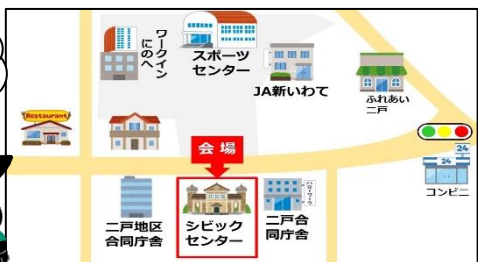 ワークイン
にのへ
スポーツ
センター
JA新いわて
ふれあい
二戸
Restaurant
会場
24
24
コンビニ
二戸地区
合同庁舎
シビック
センター
ハローワーク
二戸合
同庁舎